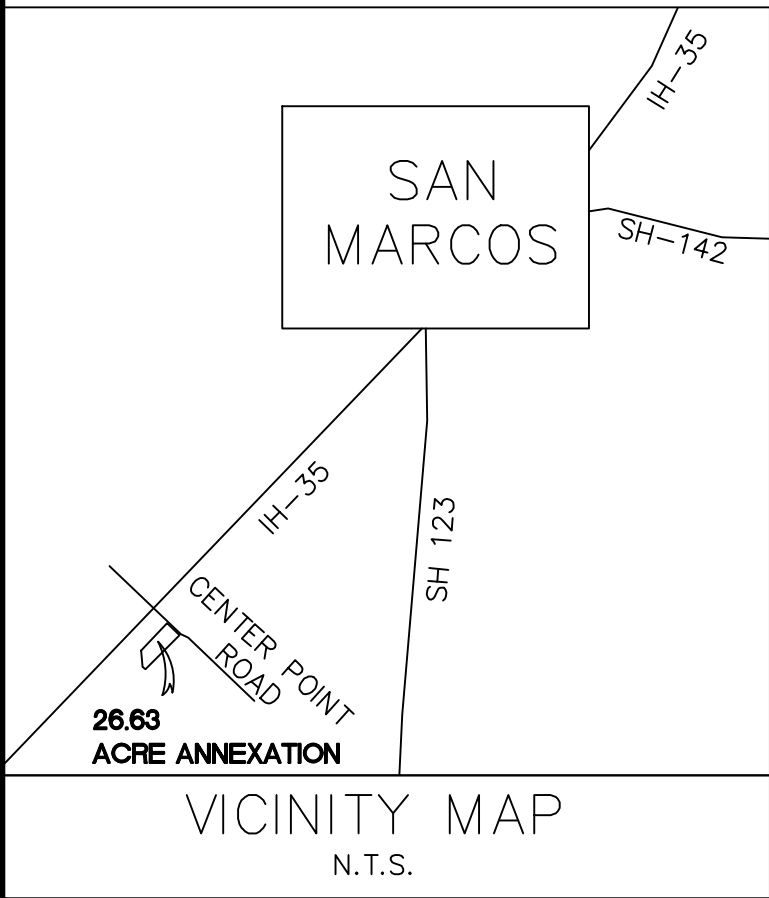 IH-35
SAN
MARCOS
SH-142
IH-35
SH 123
CENTER POINT
ROAD
26.63
ACRE ANNEXATION
VICINITY MAP
N.T.S.